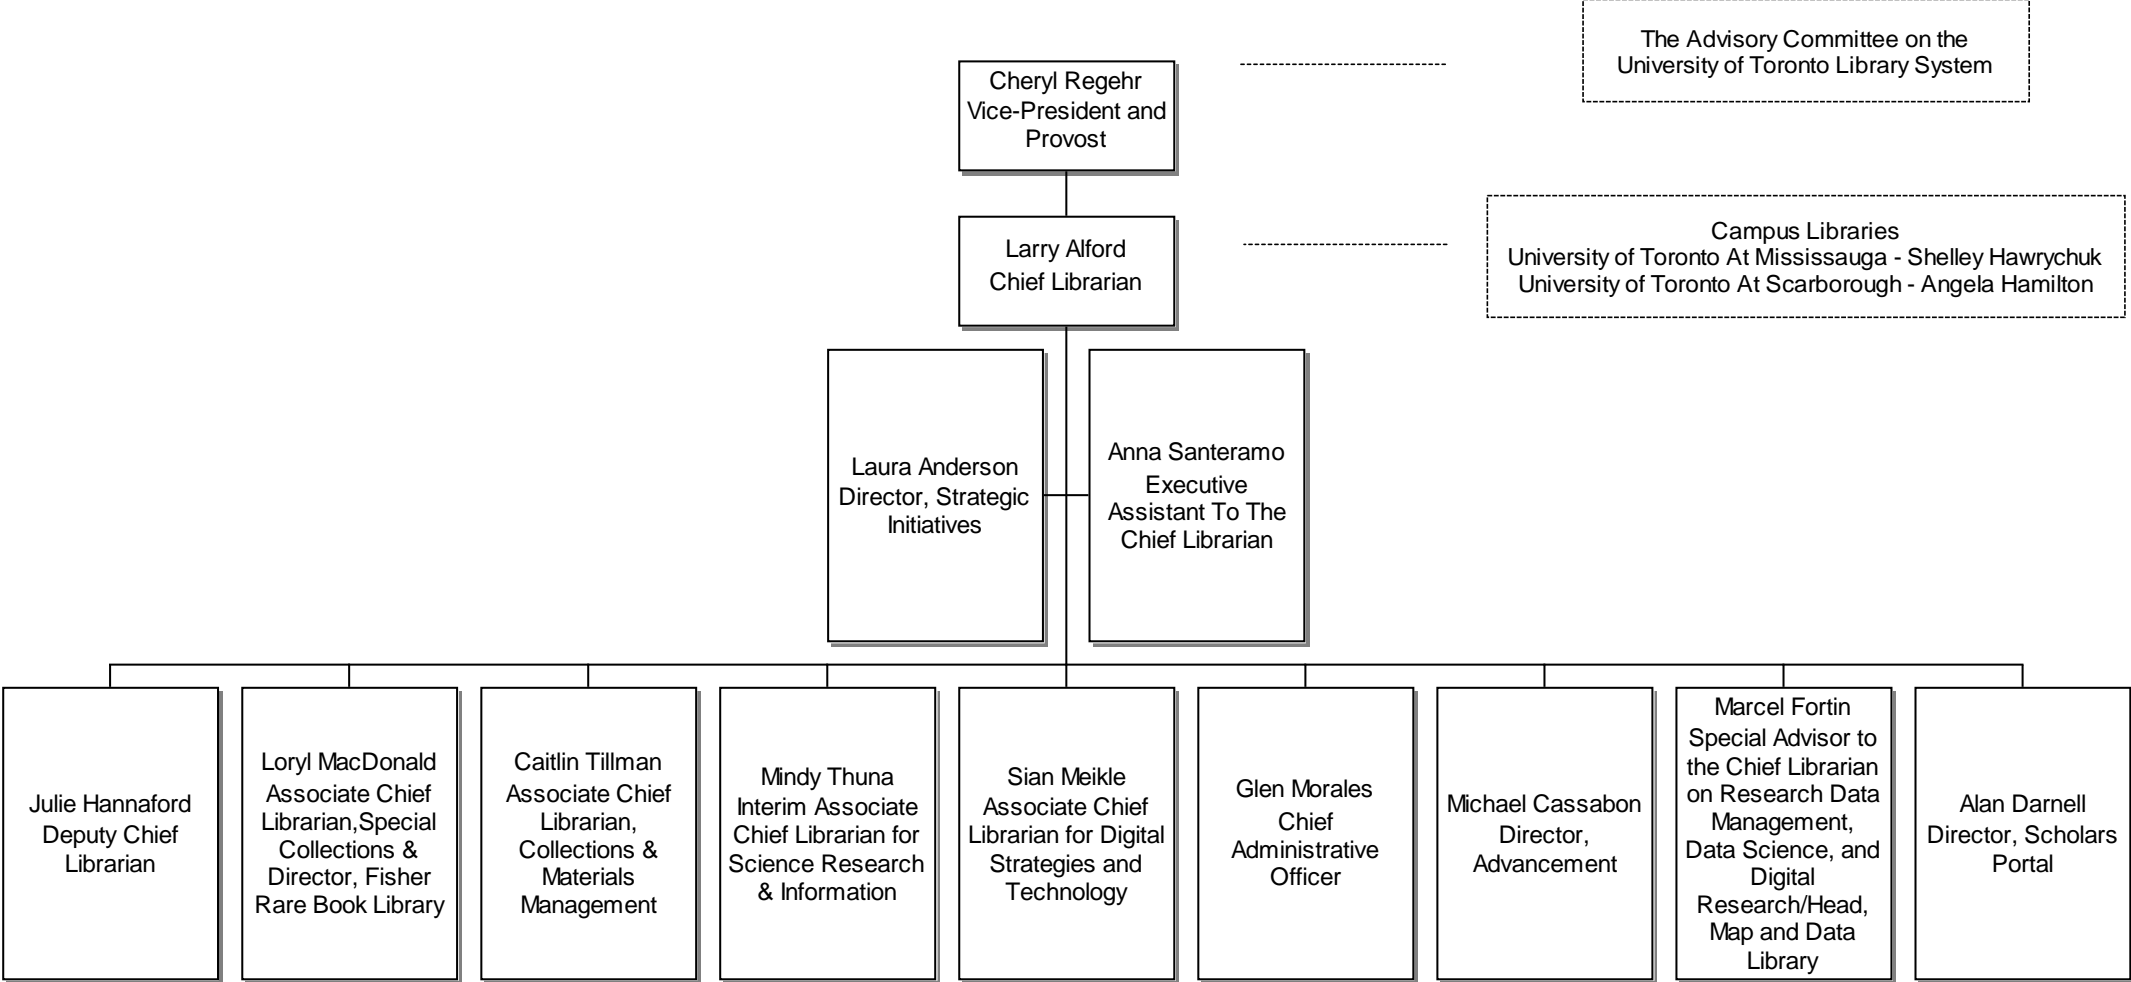 The Advisory Committee on the
University of Toronto Library System
Cheryl Regehr
Vice-President and
Provost
Larry Alford
Chief Librarian
Campus Libraries
University of Toronto At Mississauga - Shelley Hawrychuk
University of Toronto At Scarborough - Angela Hamilton
Laura Anderson
Director, Strategic
Initiatives
Anna Santeramo
Executive
Assistant To The
Chief Librarian
Julie Hannaford
Deputy Chief
Librarian
Loryl MacDonald
Associate Chief
Librarian,Special
Collections &
Director, Fisher
Rare Book Library
Caitlin Tillman
Associate Chief
Librarian,
Collections &
Materials
Management
Mindy Thuna
Interim Associate
Chief Librarian for
Science Research
& Information
Sian Meikle
Associate Chief
Librarian for Digital
Strategies and
Technology
Glen Morales
Chief
Administrative
Officer
Michael Cassabon
Director,
Advancement
Marcel Fortin
Special Advisor to
the Chief Librarian
on Research Data
Management,
Data Science, and
Digital
Research/Head,
Map and Data
Library
Alan Darnell
Director, Scholars
Portal